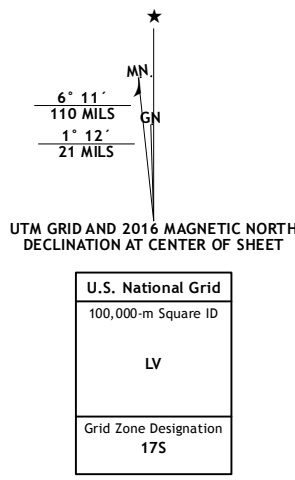 MN.
6° 11´
110 MILS
GN
1° 12´
21 MILS
UTM GRID AND 2016 MAGNETIC NORTH
DECLINATION AT CENTER OF SHEET
U.S. National Grid
100,000-m Square ID
LV
Grid Zone Designation
17S